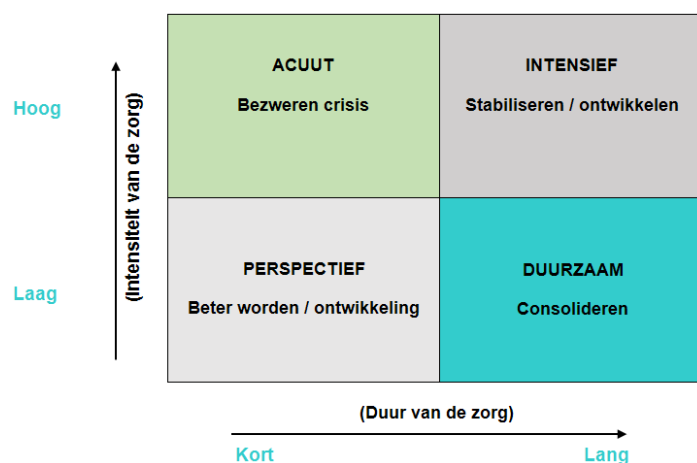 ACUUT
INTENSIEF
Hoog
Bezweren crisis
Stabiliseren / ontwikkelen
(Intensiteit van de zorg)
PERSPECTIEF
DUURZAAM
Laag
Beter worden / ontwikkeling
Consolideren
(Duur van de zorg)
Kort
Lang